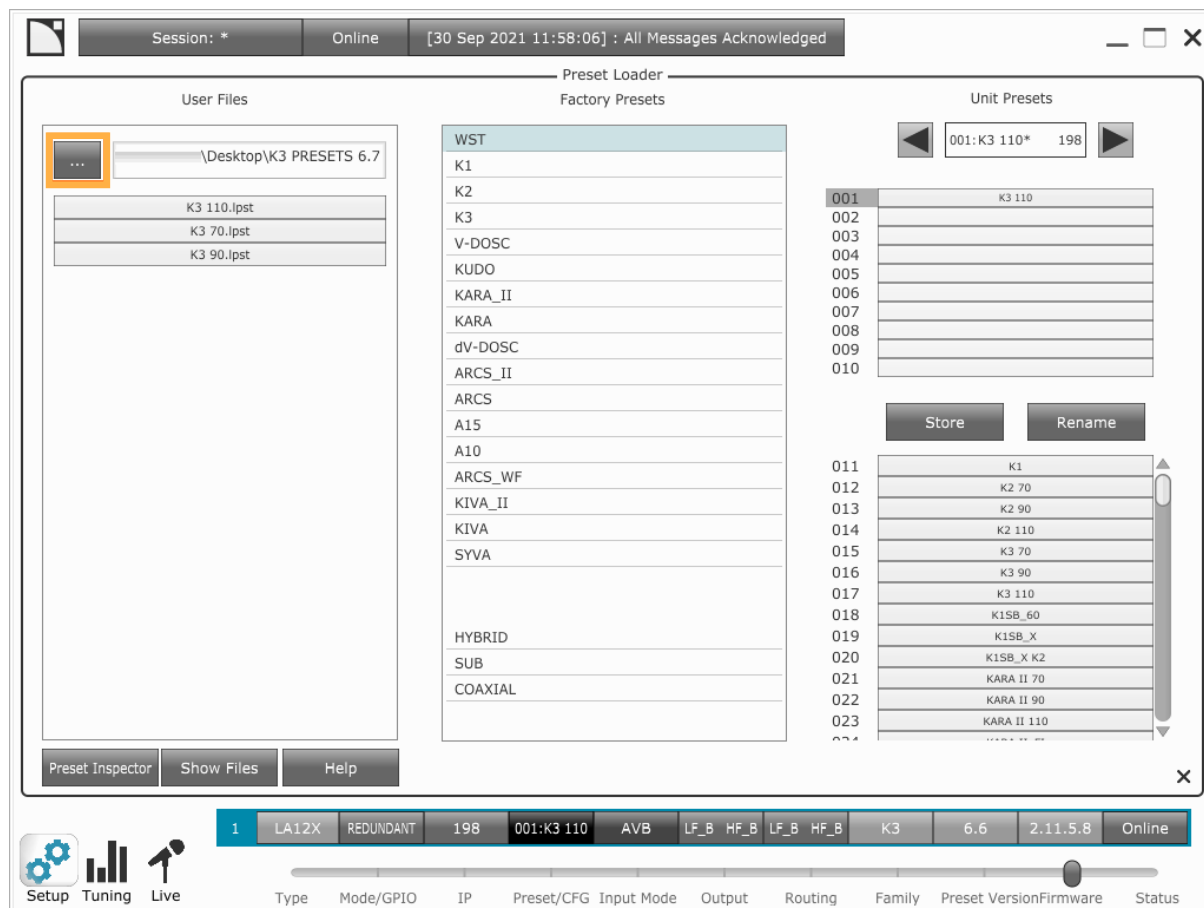 Session: *
Online
[30 Sep 2021 11:58:06] : All Messages Acknowledged
Preset Loader
User Files
Factory Presets
Unit Presets
...
\Desktop\K3 PRESETS 6.7
K3 110.lpst
K3 70.lpst
K3 90.lpst
WST
K1
K2
K3
V-DOSC
KUDO
KARA_II
KARA
dV-DOSC
ARCS_II
ARCS
A15
A10
ARCS_WF
KIVA_II
KIVA
SYVA
HYBRID
SUB
COAXIAL
001:K3 110* 198
001 K3 110
002
003
004
005
006
007
008
009
010
Store
Rename
011 K1
012 K2 70
013 K2 90
014 K2 110
015 K3 70
016 K3 90
017 K3 110
018 K1SB_60
019 K1SB_X
020 K1SB_X K2
021 KARA II 70
022 KARA II 90
023 KARA II 110
Preset Inspector
Show Files
Help
1 LA12X REDUNDANT 198 001:K3 110 AVB LF_B HF_B LF_B HF_B K3 6.6 2.11.5.8 Online
Setup Tuning Live
Type Mode/GPIO IP Preset/CFG Input Mode Output Routing Family Preset Version Firmware Status